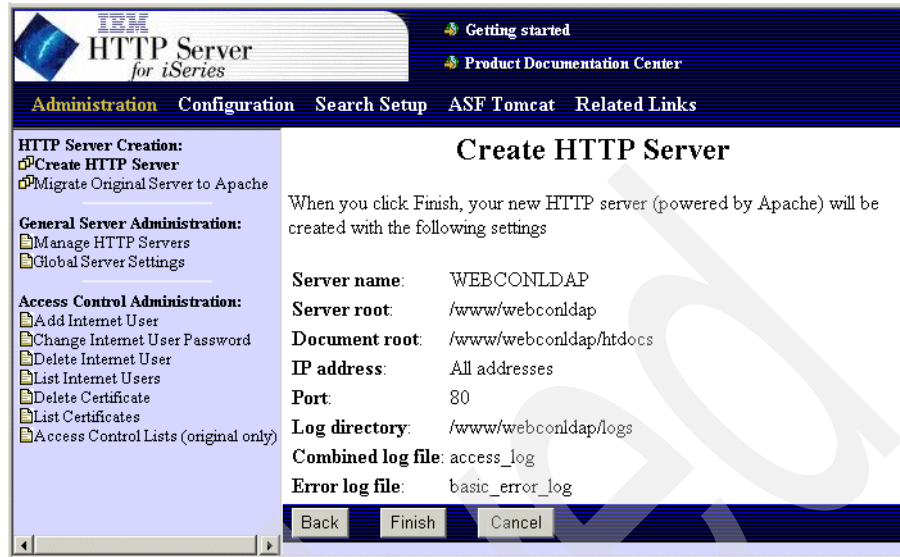 IBM
HTTP Server
for iSeries
Getting started
Product Documentation Center
Administration Configuration Search Setup ASF Tomcat Related Links
HTTP Server Creation:
Create HTTP Server
Migrate Original Server to Apache
General Server Administration:
Manage HTTP Servers
Global Server Settings
Access Control Administration:
Add Internet User
Change Internet User Password
Delete Internet User
List Internet Users
Delete Certificate
List Certificates
Access Control Lists (original only)
Create HTTP Server
When you click Finish, your new HTTP server (powered by Apache) will be
created with the following settings
Server name: WEBCONLDAP
Server root: /www/webconldap
Document root: /www/webconldap/htdocs
IP address: All addresses
Port: 80
Log directory: /www/webconldap/logs
Combined log file: access_log
Error log file: basic_error_log
Back Finish Cancel